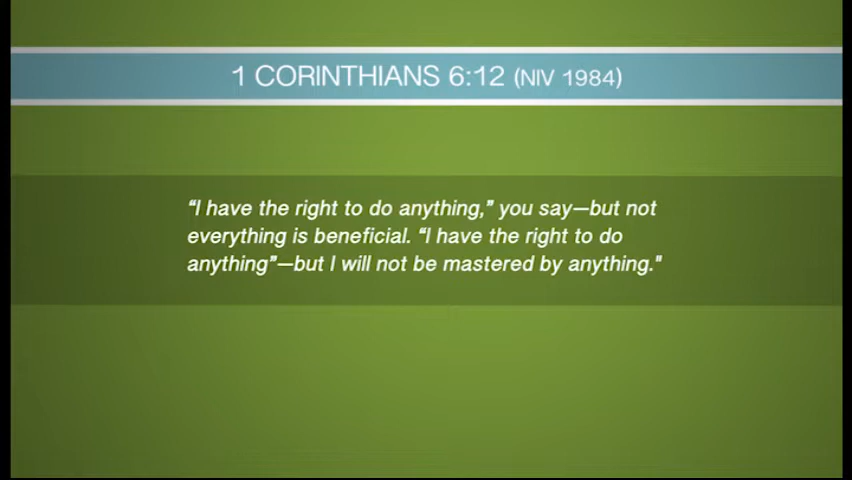 1 CORINTHIANS 6:12 (NIV 1984)
“I have the right to do anything,” you say—but not
everything is beneficial. “I have the right to do
anything”—but I will not be mastered by anything."